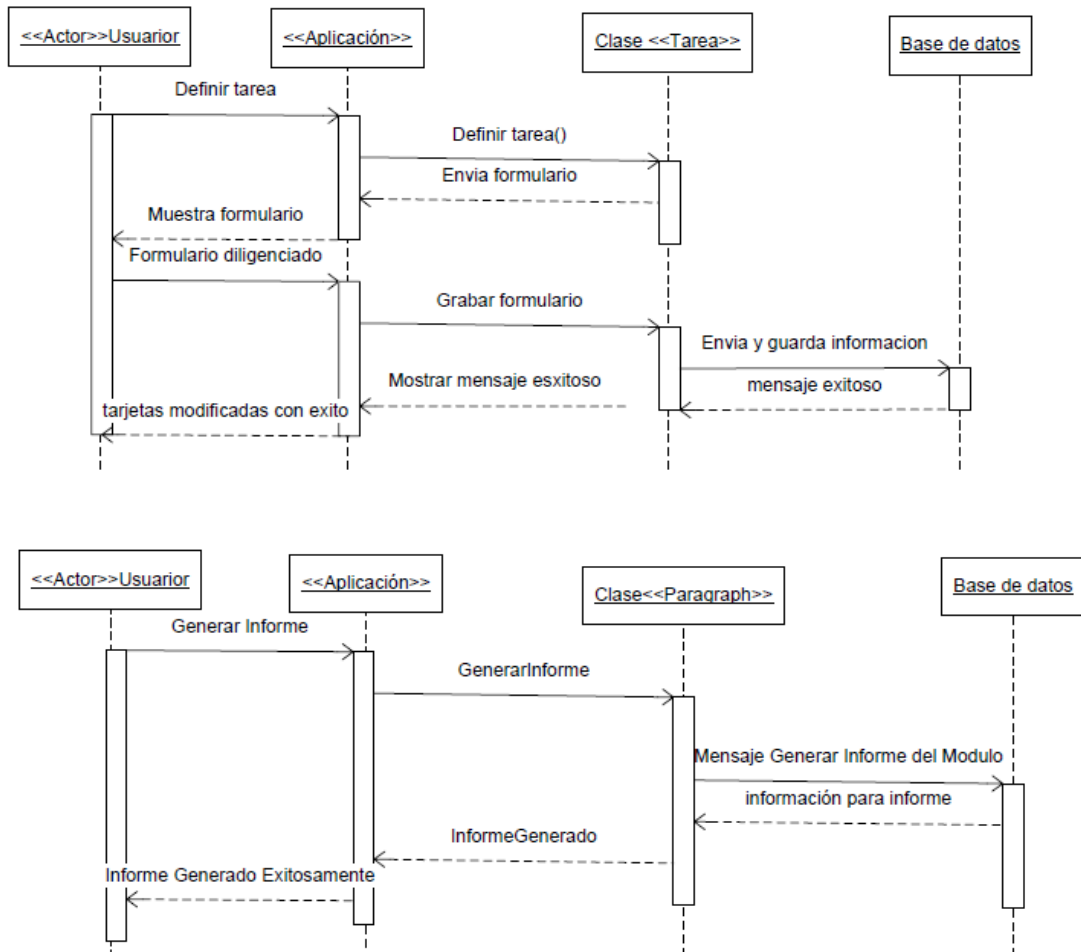 <<Actor>>Usuarior
<<Aplicación>>
Clase <<Tarea>>
Base de datos
Definir tarea
Definir tarea()
Envia formulario
Muestra formulario
Formulario diligenciado
Grabar formulario
Envia y guarda informacion
Mostrar mensaje esxitoso
mensaje exitoso
tarjetas modificadas con exito
<<Actor>>Usuarior
<<Aplicación>>
Clase<<Paragraph>>
Base de datos
Generar Informe
GenerarInforme
Mensaje Generar Informe del Modulo
información para informe
InformeGenerado
Informe Generado Exitosamente